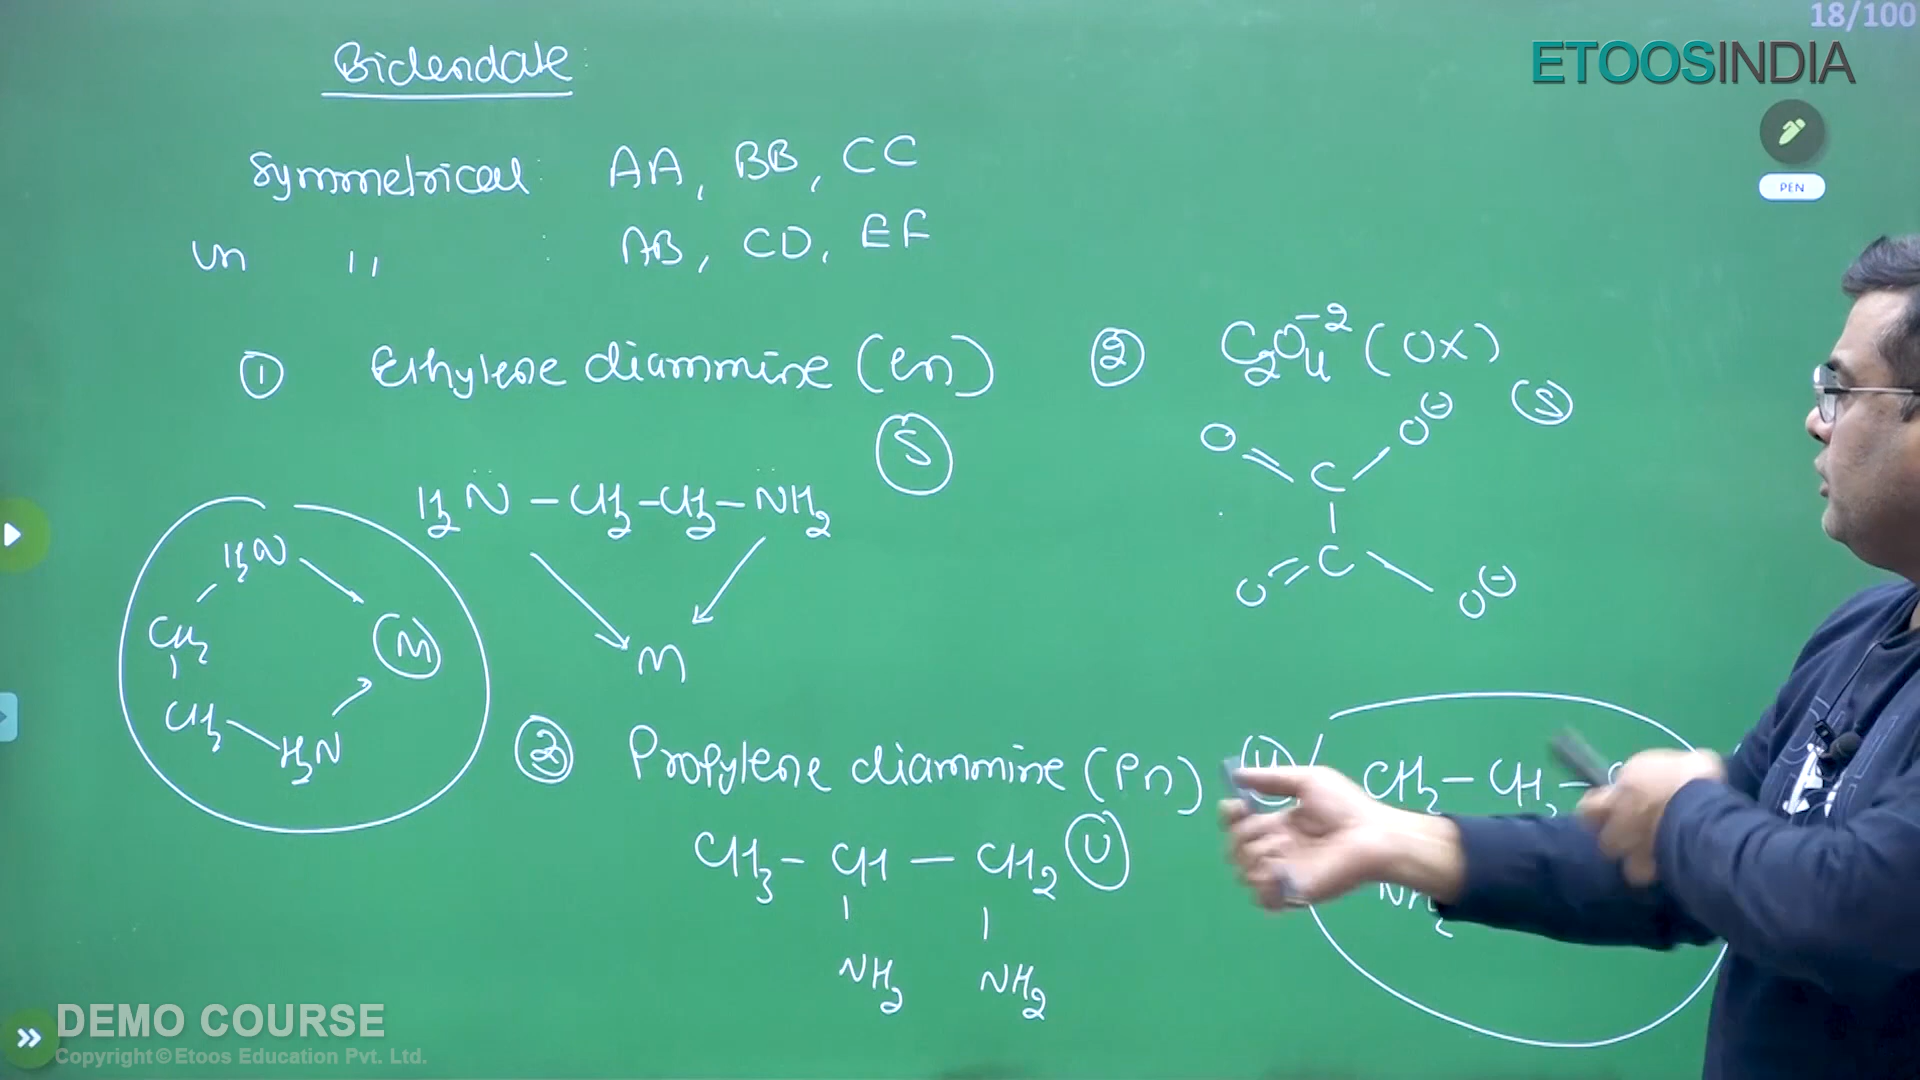 18/100
ETOOSINDIA
PEN
Bidendate:
Symmetrical : AA, BB, CC
Un " : AB, CD, EF
① Ethylene diammine (en)
Ⓢ
② C2O4 -2 (OX)
Ⓢ
O = C - O⊖
O = C - O⊖
H2N - CH2 - CH2 - NH2
M
H2N
CH2
CH2
H2N
M
② Propylene diammine (Pn)
CH3 - CH - CH2 Ⓤ
NH2 NH2
CH2 - CH2 -
NH2
DEMO COURSE
Copyright © Etoos Education Pvt. Ltd.